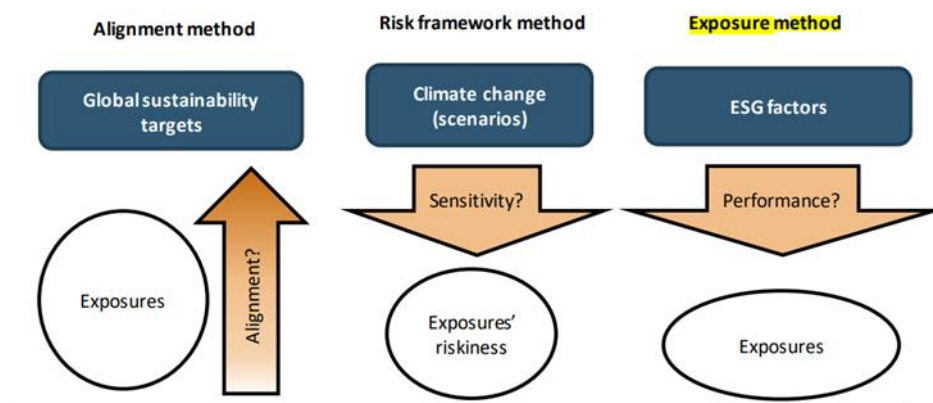 Alignment method
Risk framework method
Exposure method
Global sustainability
targets
Climate change
(scenarios)
ESG factors
Alignment?
Sensitivity?
Performance?
Exposures
Exposures'
riskiness
Exposures